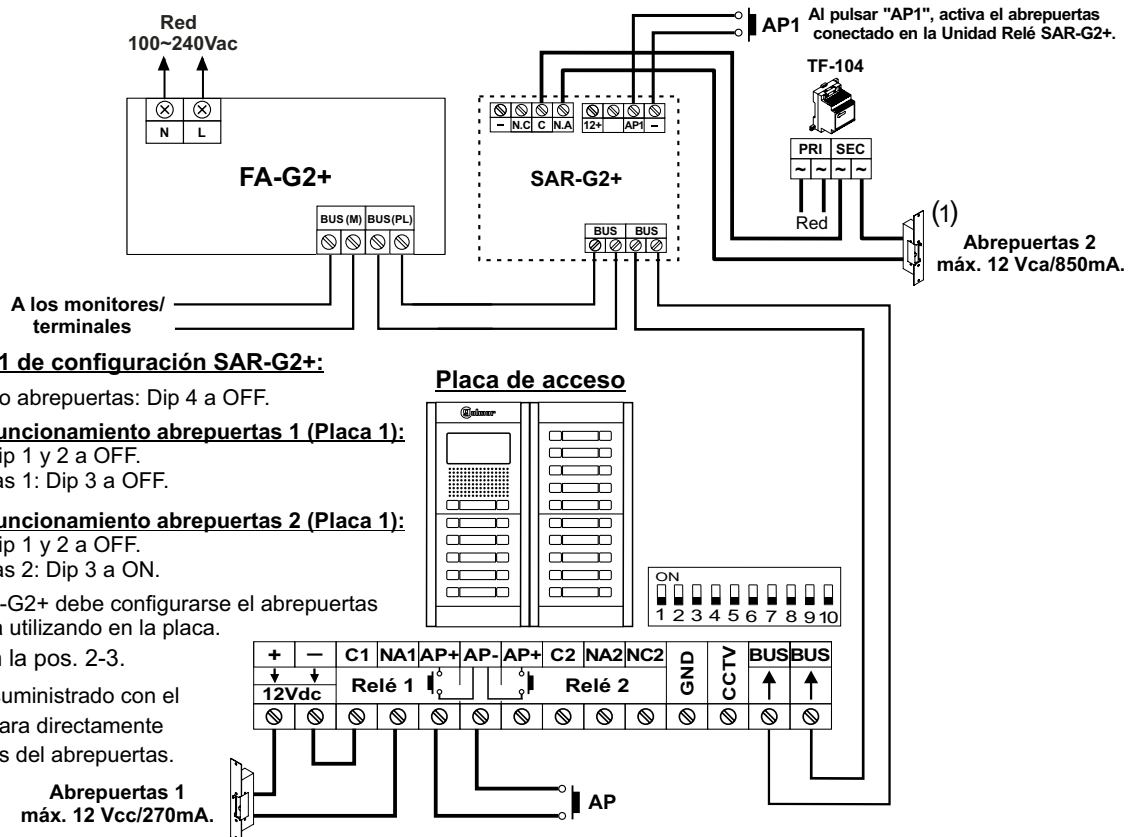 Red
100~240Vac
N L
FA-G2+
BUS (M) BUS (PL)
A los monitores/
terminales
AP1
Al pulsar "AP1", activa el abrepuertas
conectado en la Unidad Relé SAR-G2+.
– N.C C N.A 12+ AP1 –
SAR-G2+
BUS BUS
TF-104
PRI SEC
~ ~ ~ ~
Red
(1)
Abrepuertas 2
máx. 12 Vca/850mA.
1 de configuración SAR-G2+:
o abrepuertas: Dip 4 a OFF.
uncionamiento abrepuertas 1 (Placa 1):
ip 1 y 2 a OFF.
as 1: Dip 3 a OFF.
uncionamiento abrepuertas 2 (Placa 1):
ip 1 y 2 a OFF.
as 2: Dip 3 a ON.
-G2+ debe configurarse el abrepuertas
a utilizando en la placa.
n la pos. 2-3.
suministrado con el
ara directamente
s del abrepuertas.
Placa de acceso
Golmar
ON
1 2 3 4 5 6 7 8 9 10
+ – C1 NA1 AP+ AP- AP+ C2 NA2 NC2 GND CCTV BUS BUS
12Vdc Relé 1 Relé 2
Abrepuertas 1
máx. 12 Vcc/270mA.
AP